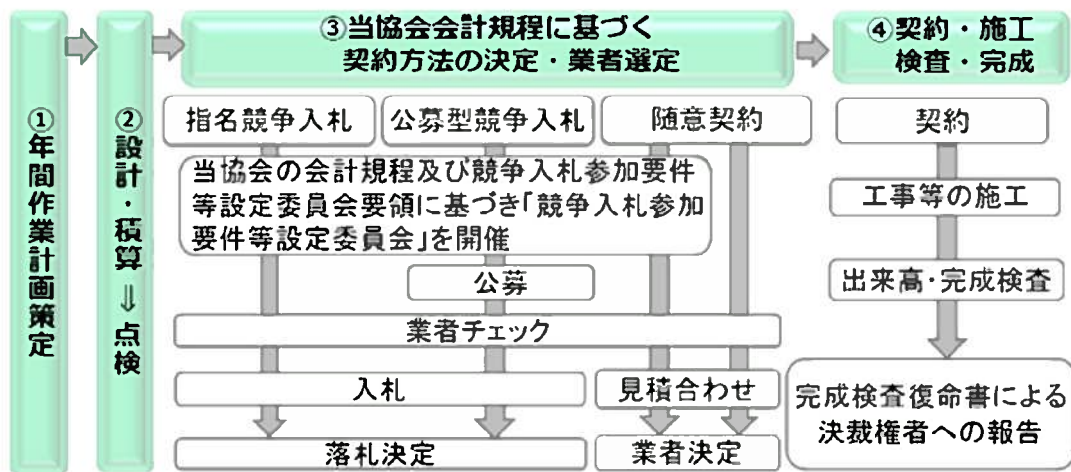 ①年間作業計画策定
②設計・積算⇒点検
③当協会会計規程に基づく
契約方法の決定・業者選定
④契約・施工
検査・完成
指名競争入札
公募型競争入札
随意契約
当協会の会計規程及び競争入札参加要件
等設定委員会要領に基づき「競争入札参加
要件等設定委員会」を開催
公募
業者チェック
入札
見積合わせ
落札決定
業者決定
契約
工事等の施工
出来高・完成検査
完成検査復命書による
決裁権者への報告